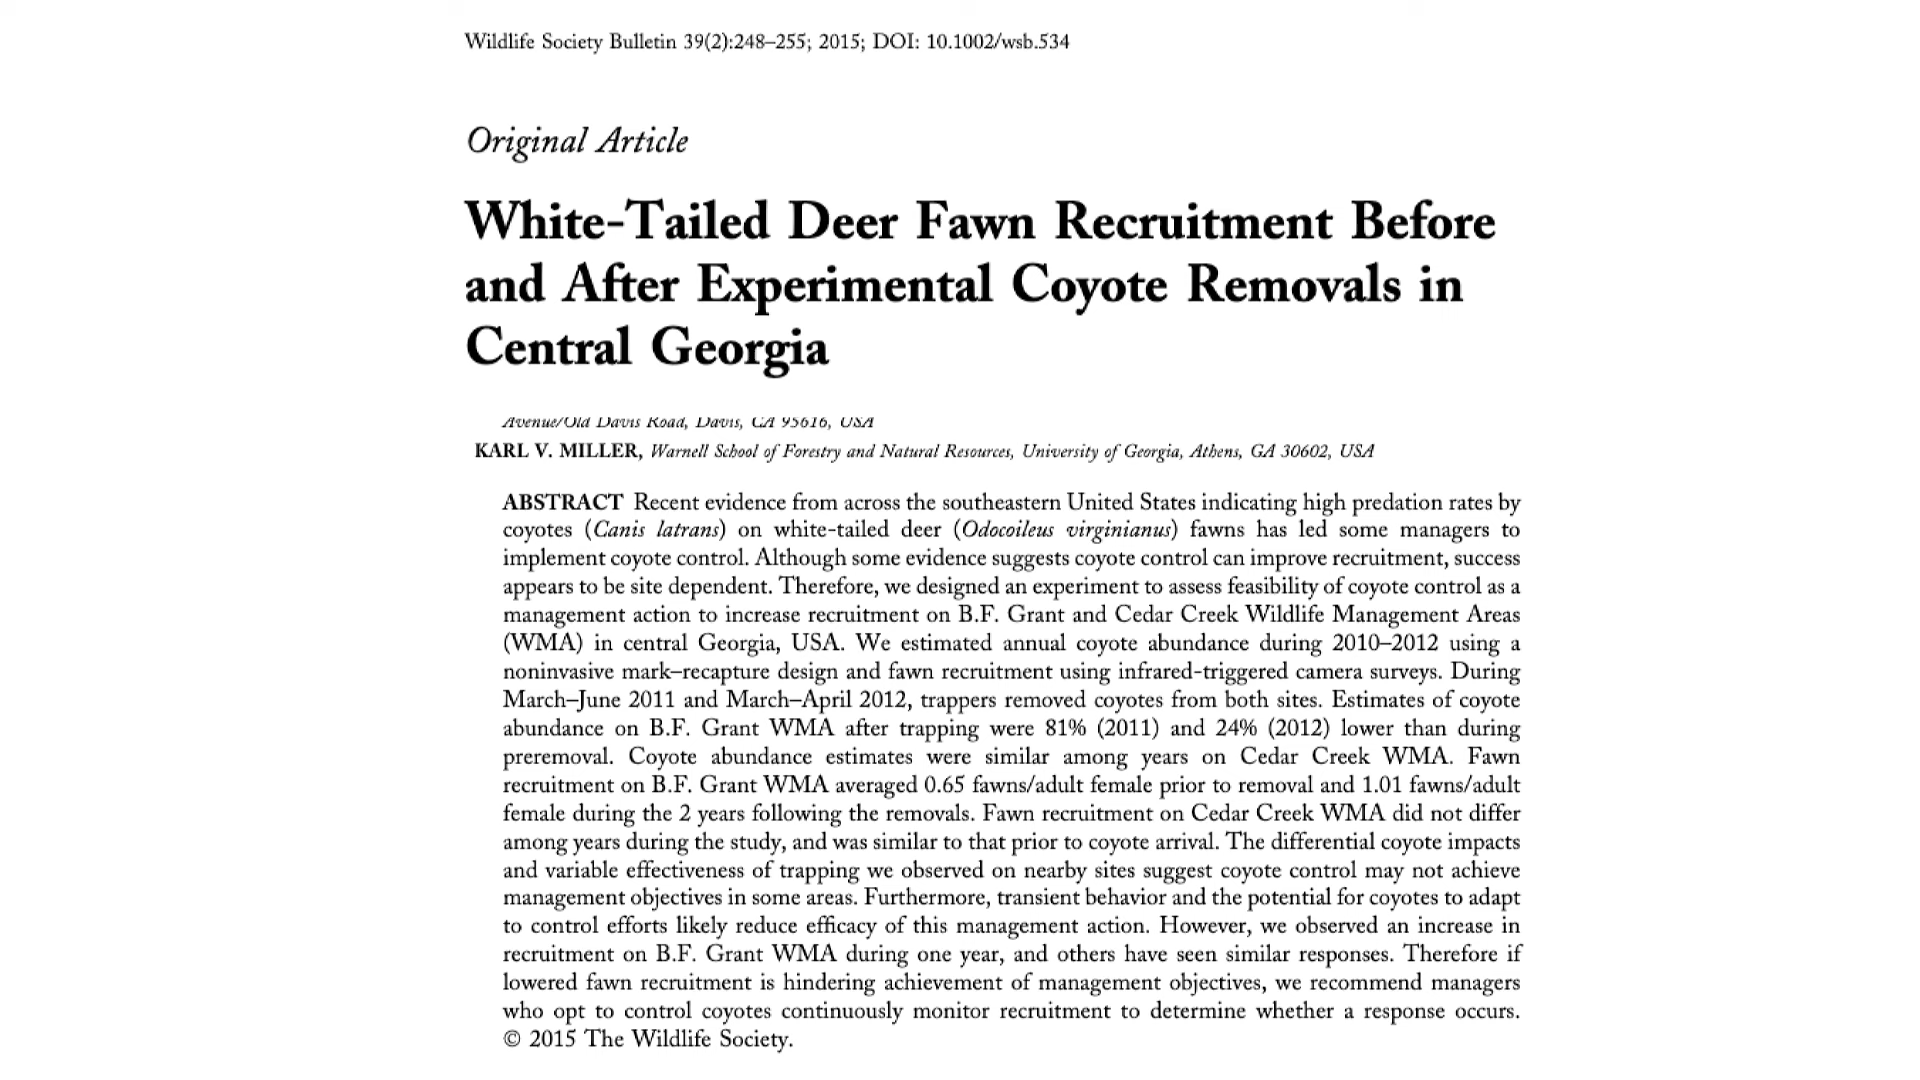 Wildlife Society Bulletin 39(2):248–255; 2015; DOI: 10.1002/wsb.534
Original Article
White-Tailed Deer Fawn Recruitment Before
and After Experimental Coyote Removals in
Central Georgia
Avenue/Old Davis Road, Davis, CA 95616, USA
KARL V. MILLER, Warnell School of Forestry and Natural Resources, University of Georgia, Athens, GA 30602, USA
ABSTRACT Recent evidence from across the southeastern United States indicating high predation rates by
coyotes (Canis latrans) on white-tailed deer (Odocoileus virginianus) fawns has led some managers to
implement coyote control. Although some evidence suggests coyote control can improve recruitment, success
appears to be site dependent. Therefore, we designed an experiment to assess feasibility of coyote control as a
management action to increase recruitment on B.F. Grant and Cedar Creek Wildlife Management Areas
(WMA) in central Georgia, USA. We estimated annual coyote abundance during 2010–2012 using a
noninvasive mark–recapture design and fawn recruitment using infrared-triggered camera surveys. During
March–June 2011 and March–April 2012, trappers removed coyotes from both sites. Estimates of coyote
abundance on B.F. Grant WMA after trapping were 81% (2011) and 24% (2012) lower than during
preremoval. Coyote abundance estimates were similar among years on Cedar Creek WMA. Fawn
recruitment on B.F. Grant WMA averaged 0.65 fawns/adult female prior to removal and 1.01 fawns/adult
female during the 2 years following the removals. Fawn recruitment on Cedar Creek WMA did not differ
among years during the study, and was similar to that prior to coyote arrival. The differential coyote impacts
and variable effectiveness of trapping we observed on nearby sites suggest coyote control may not achieve
management objectives in some areas. Furthermore, transient behavior and the potential for coyotes to adapt
to control efforts likely reduce efficacy of this management action. However, we observed an increase in
recruitment on B.F. Grant WMA during one year, and others have seen similar responses. Therefore if
lowered fawn recruitment is hindering achievement of management objectives, we recommend managers
who opt to control coyotes continuously monitor recruitment to determine whether a response occurs.
© 2015 The Wildlife Society.